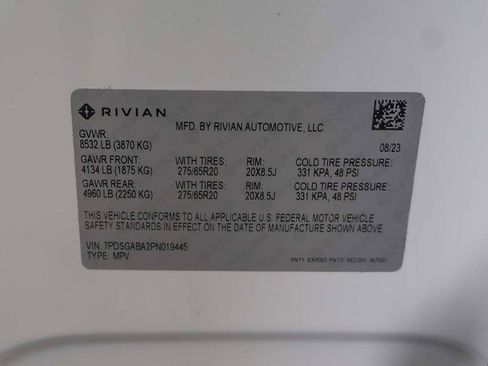 RIVIAN
MFD. BY RIVIAN AUTOMOTIVE, LLC.
GVWR:
8532 LB (3870 KG) 08/23
GAWR FRONT: WITH TIRES: RIM: COLD TIRE PRESSURE:
4134 LB (1875 KG) 275/65R20 20X8.5J 331 KPA, 48 PSI
GAWR REAR: WITH TIRES: RIM: COLD TIRE PRESSURE:
4960 LB (2250 KG) 275/65R20 20X8.5J 331 KPA, 48 PSI
THIS VEHICLE CONFORMS TO ALL APPLICABLE U.S. FEDERAL MOTOR VEHICLE
SAFETY STANDARDS IN EFFECT ON THE DATE OF MANUFACTURE SHOWN ABOVE.
VIN: 7PDSGABA2PN019445
TYPE: MPV
PNT1: EXP003 PNT2: